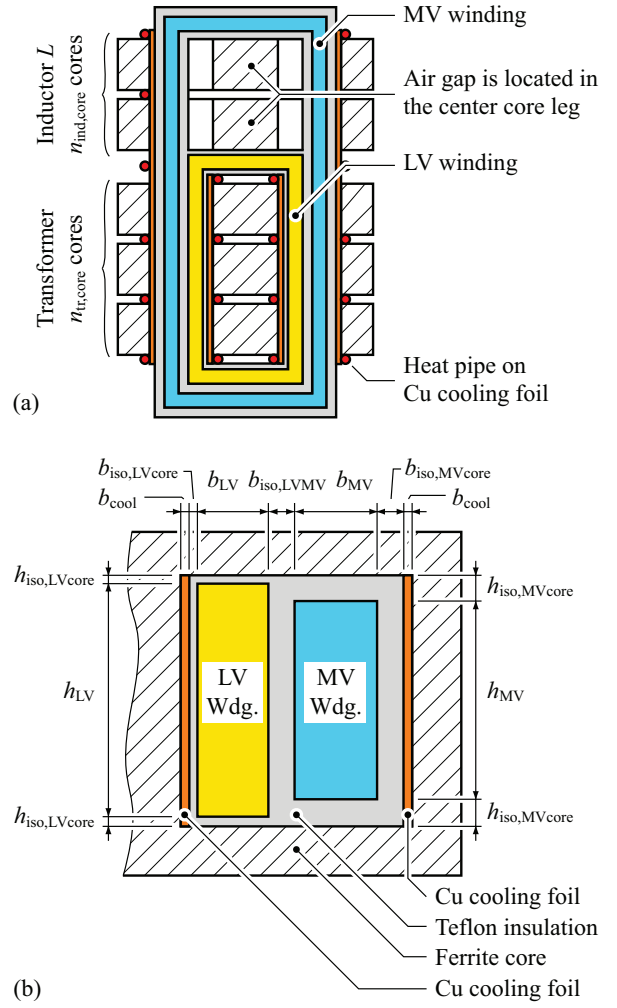 MV winding
Inductor L
n_ind,core cores
Air gap is located in
the center core leg
LV winding
Transformer
n_tr,core cores
Heat pipe on
Cu cooling foil
(a)
b_iso,LVcore
b_LV
b_iso,LVMV
b_MV
b_iso,MVcore
b_cool
b_cool
h_iso,LVcore
h_iso,MVcore
h_LV
LV
Wdg.
MV
Wdg.
h_MV
h_iso,LVcore
h_iso,MVcore
Cu cooling foil
Teflon insulation
Ferrite core
(b)
Cu cooling foil